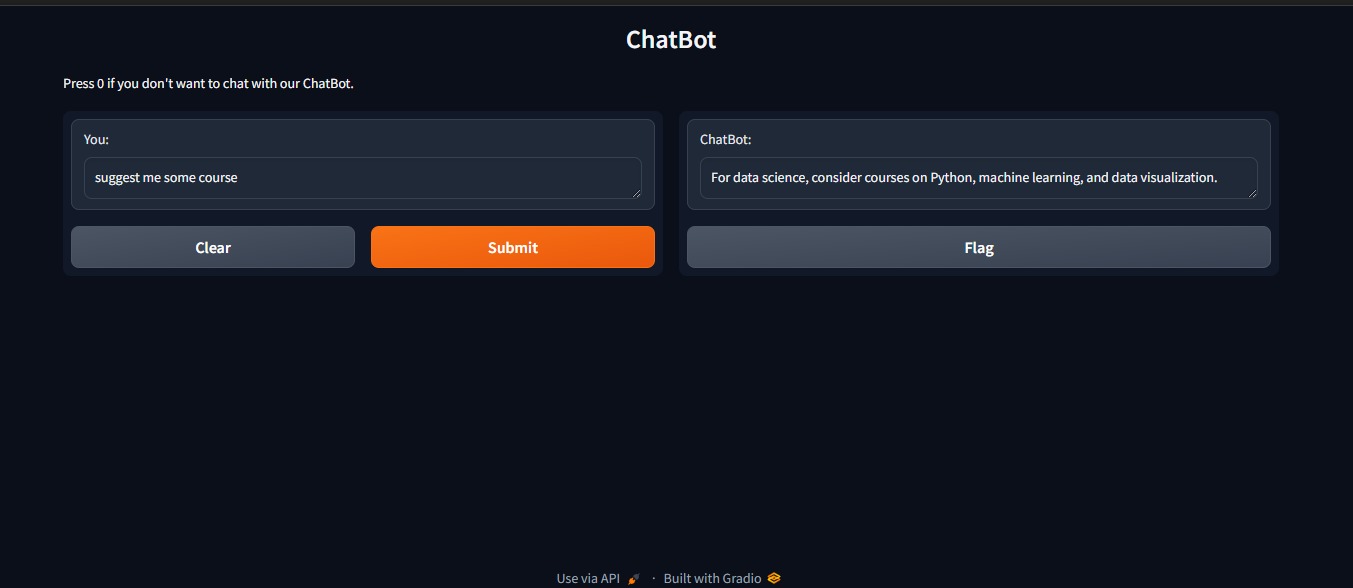 ChatBot
Press 0 if you don't want to chat with our ChatBot.
You:
suggest me some course
Clear
Submit
ChatBot:
For data science, consider courses on Python, machine learning, and data visualization.
Flag
Use via API · Built with Gradio